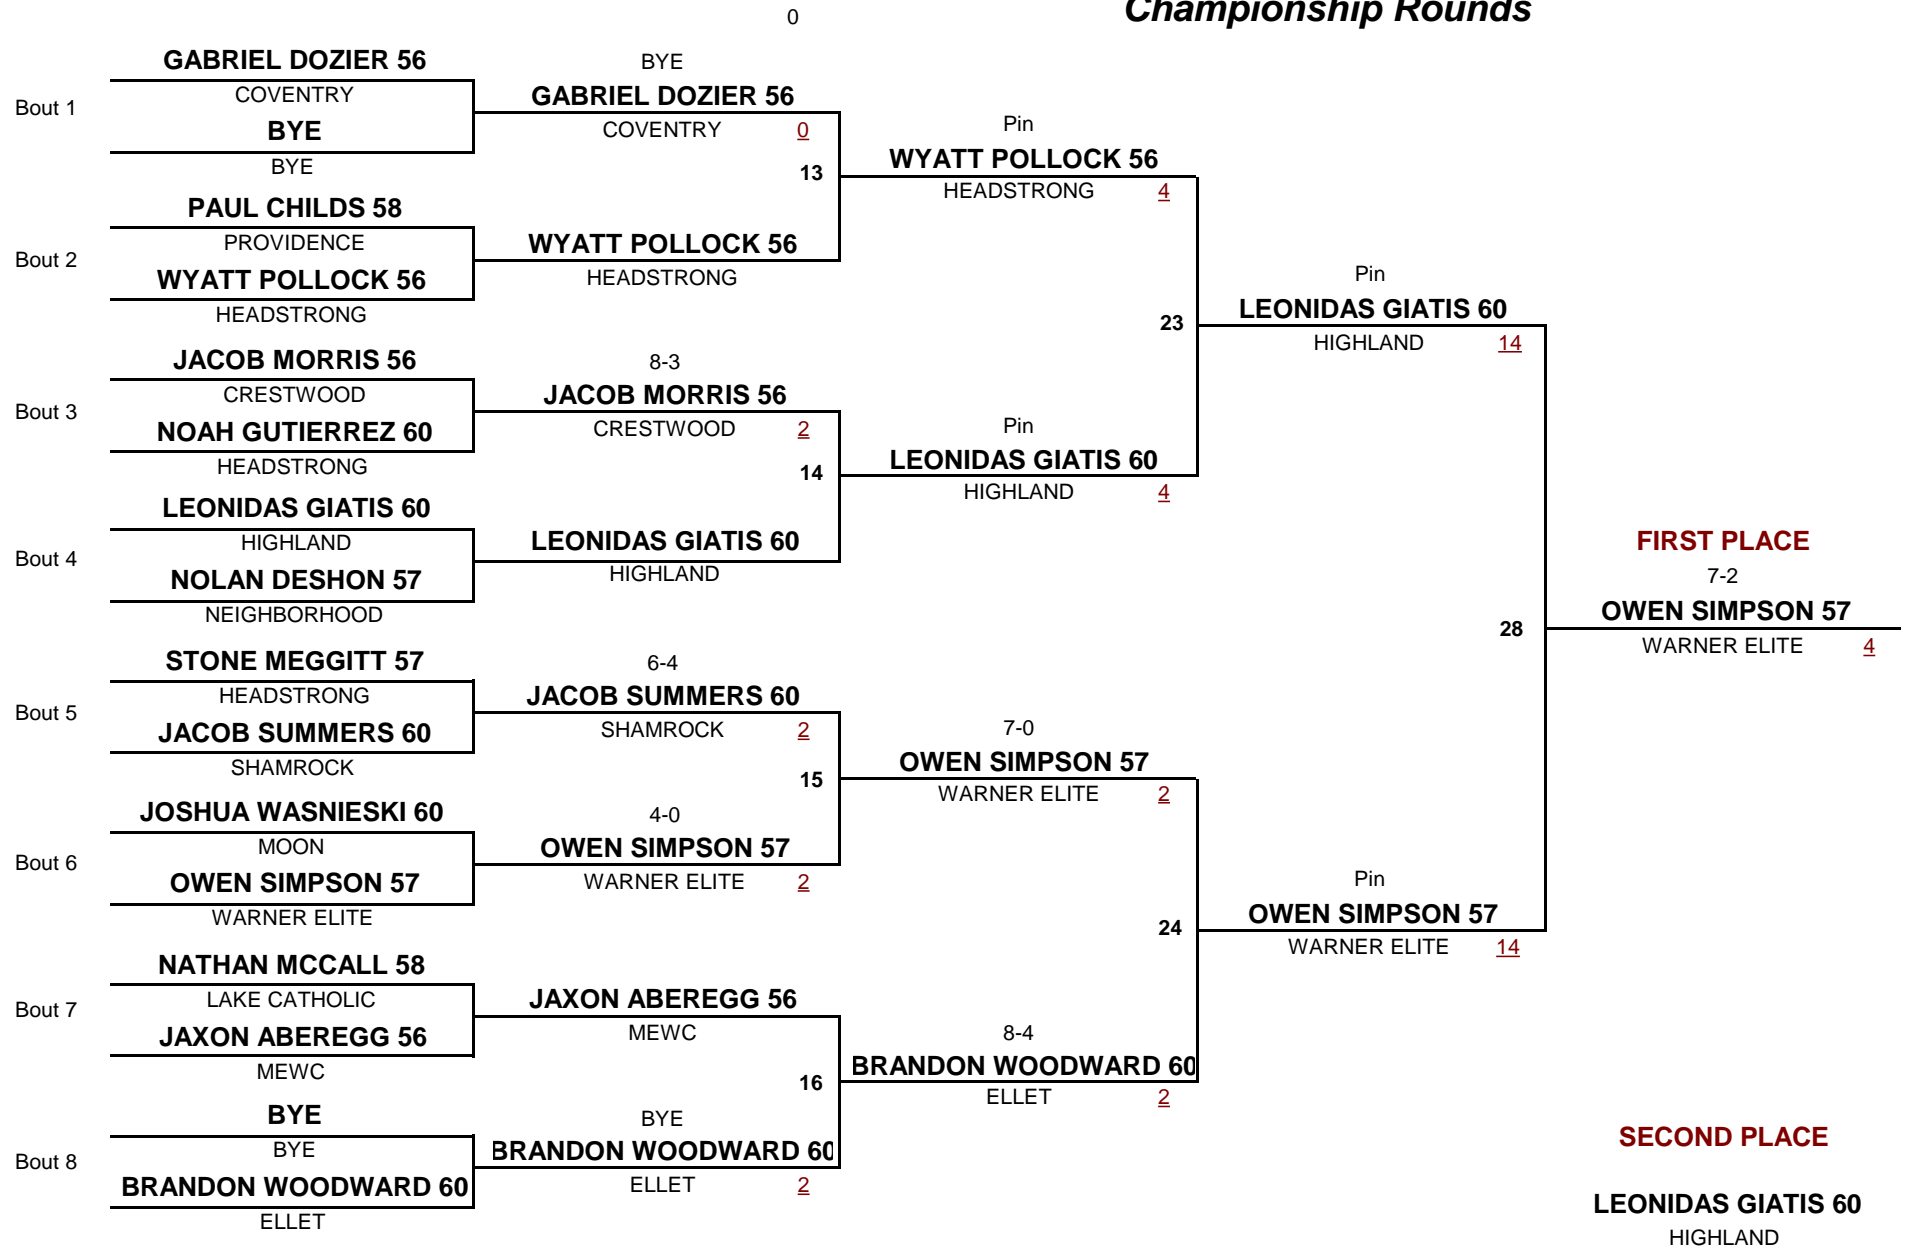 Championship Rounds
0
GABRIEL DOZIER 56
COVENTRY
Bout 1
BYE
BYE
PAUL CHILDS 58
PROVIDENCE
Bout 2
WYATT POLLOCK 56
HEADSTRONG
JACOB MORRIS 56
CRESTWOOD
Bout 3
NOAH GUTIERREZ 60
HEADSTRONG
LEONIDAS GIATIS 60
HIGHLAND
Bout 4
NOLAN DESHON 57
NEIGHBORHOOD
STONE MEGGITT 57
HEADSTRONG
Bout 5
JACOB SUMMERS 60
SHAMROCK
JOSHUA WASNIESKI 60
MOON
Bout 6
OWEN SIMPSON 57
WARNER ELITE
NATHAN MCCALL 58
LAKE CATHOLIC
Bout 7
JAXON ABEREGG 56
MEWC
BYE
BYE
Bout 8
BRANDON WOODWARD 60
ELLET
BYE
GABRIEL DOZIER 56
COVENTRY 0
13
WYATT POLLOCK 56
HEADSTRONG
8-3
JACOB MORRIS 56
CRESTWOOD 2
14
LEONIDAS GIATIS 60
HIGHLAND
6-4
JACOB SUMMERS 60
SHAMROCK 2
15
4-0
OWEN SIMPSON 57
WARNER ELITE 2
JAXON ABEREGG 56
MEWC
16
BYE
BRANDON WOODWARD 60
ELLET 2
Pin
WYATT POLLOCK 56
HEADSTRONG 4
23
Pin
LEONIDAS GIATIS 60
HIGHLAND 4
7-0
OWEN SIMPSON 57
WARNER ELITE 2
24
8-4
BRANDON WOODWARD 60
ELLET 2
Pin
LEONIDAS GIATIS 60
HIGHLAND 14
28
Pin
OWEN SIMPSON 57
WARNER ELITE 14
FIRST PLACE
7-2
OWEN SIMPSON 57
WARNER ELITE 4
SECOND PLACE
LEONIDAS GIATIS 60
HIGHLAND